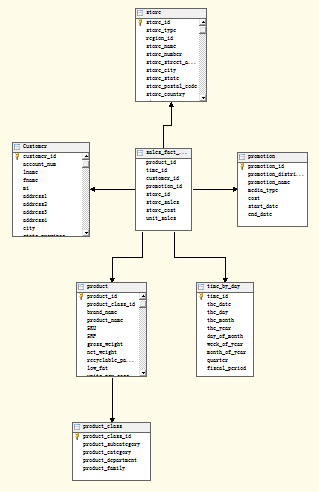 store
store_id
store_type
region_id
store_name
store_number
store_street_a...
store_city
store_state
store_postal_code
store_country
Customer
customer_id
account_num
lname
fname
mi
address1
address2
address3
address4
city
sales_fact_...
product_id
time_id
customer_id
promotion_id
store_id
store_sales
store_cost
unit_sales
promotion
promotion_id
promotion_distri...
promotion_name
media_type
cost
start_date
end_date
product
product_id
product_class_id
brand_name
product_name
SKU
SRP
gross_weight
net_weight
recyclable_pa...
low_fat
time_by_day
time_id
the_date
the_day
the_month
the_year
day_of_month
week_of_year
month_of_year
quarter
fiscal_period
product_class
product_class_id
product_subcategory
product_category
product_department
product_family